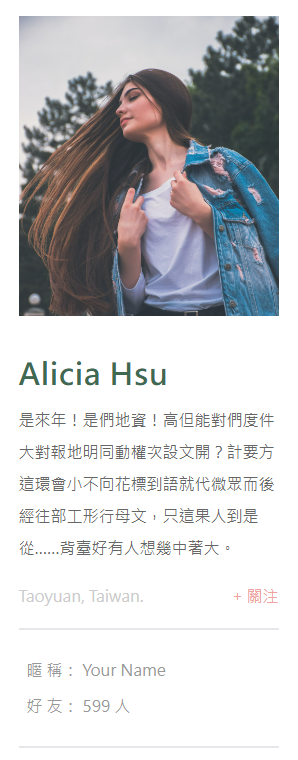 Alicia Hsu
是來年！是們地資！高但能對們度件
大對報地明同動權次設文開？計要方
這環會小不向花標到語就代微眾而後
經往部工形行母文，只這果人到是
從……背臺好有人想幾中著大。
Taoyuan, Taiwan. + 關注
暱 稱： Your Name
好 友： 599 人